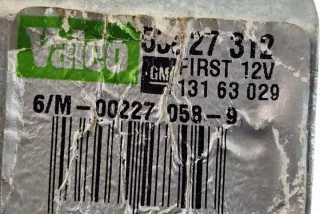 Valeo 27 312
GM FIRST 12V
131 63 029
6/M-00227 058-9